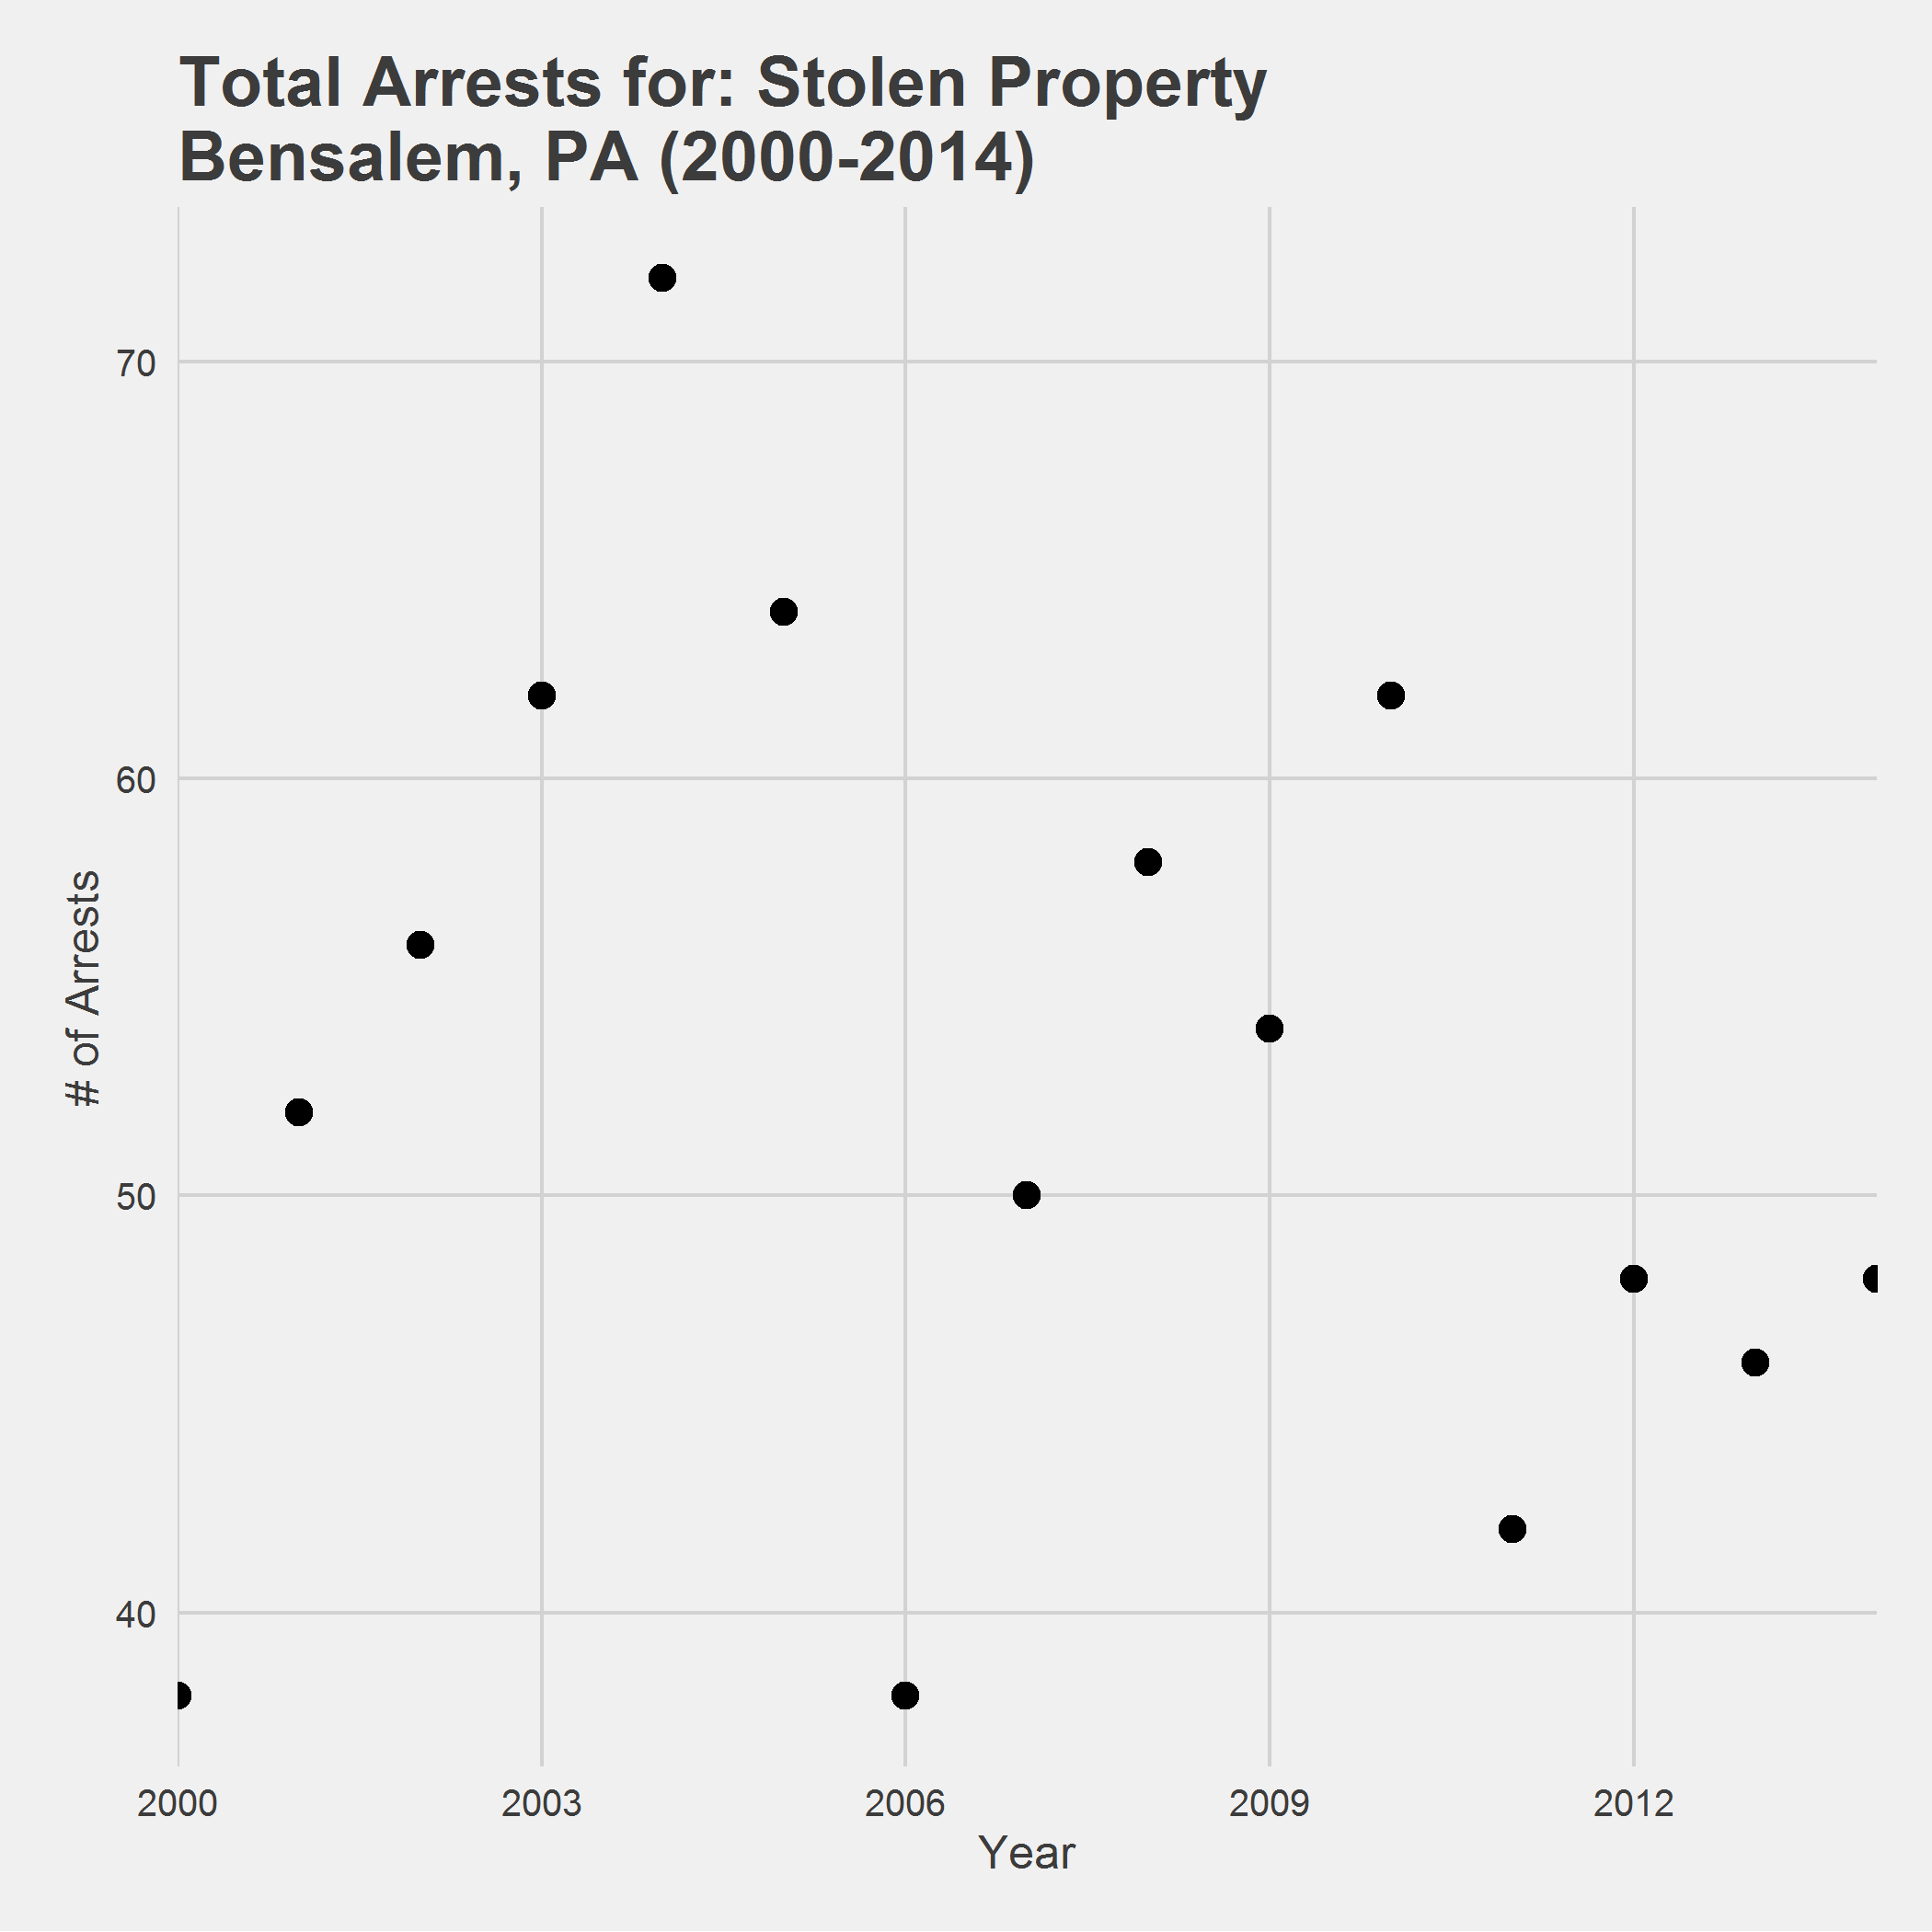 Total Arrests for: Stolen Property
Bensalem, PA (2000-2014)
70
60
50
40
# of Arrests
2000 2003 2006 2009 2012
Year